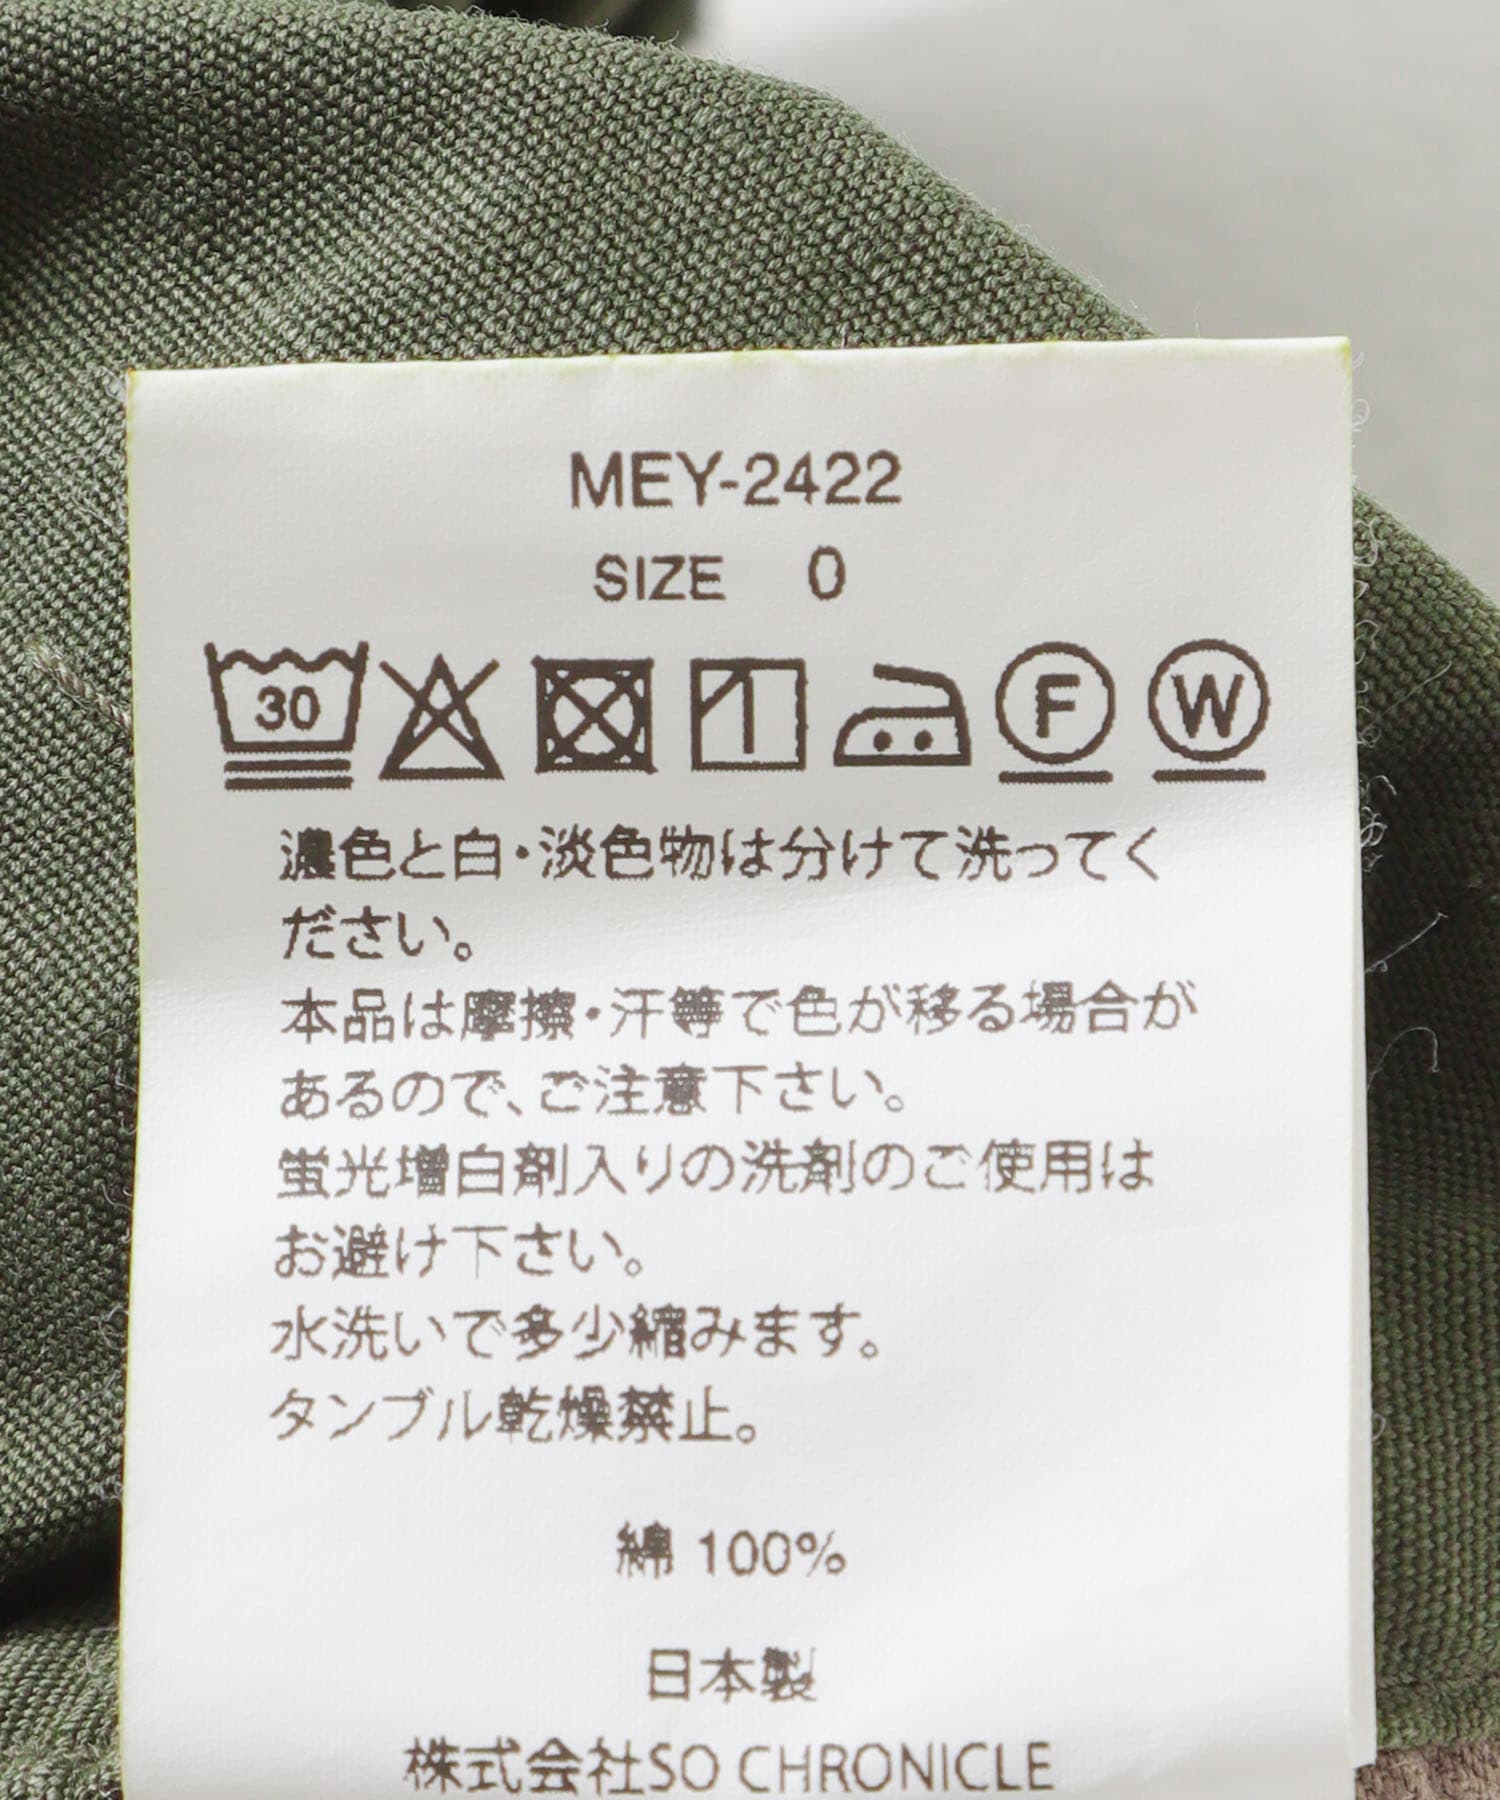 MEY-2422
SIZE 0
30 F W
濃色と白・淡色物は分けて洗ってく
ださい。
本品は摩擦・汗等で色が移る場合が
あるので、ご注意下さい。
蛍光増白剤入りの洗剤のご使用は
お避け下さい。
水洗いで多少縮みます。
タンブル乾燥禁止。
綿 100%
日本製
株式会社SO CHRONICLE